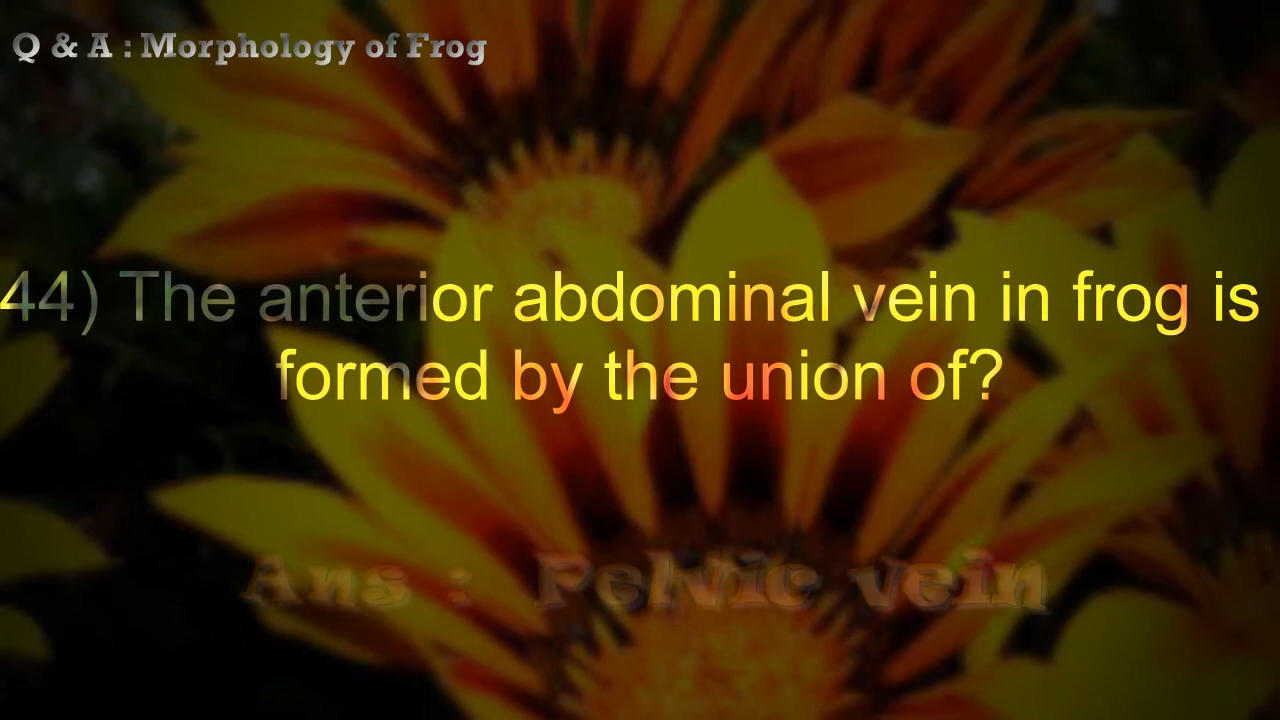 Q & A : Morphology of Frog
44) The anterior abdominal vein in frog is
formed by the union of?
Ans : Pelvic vein